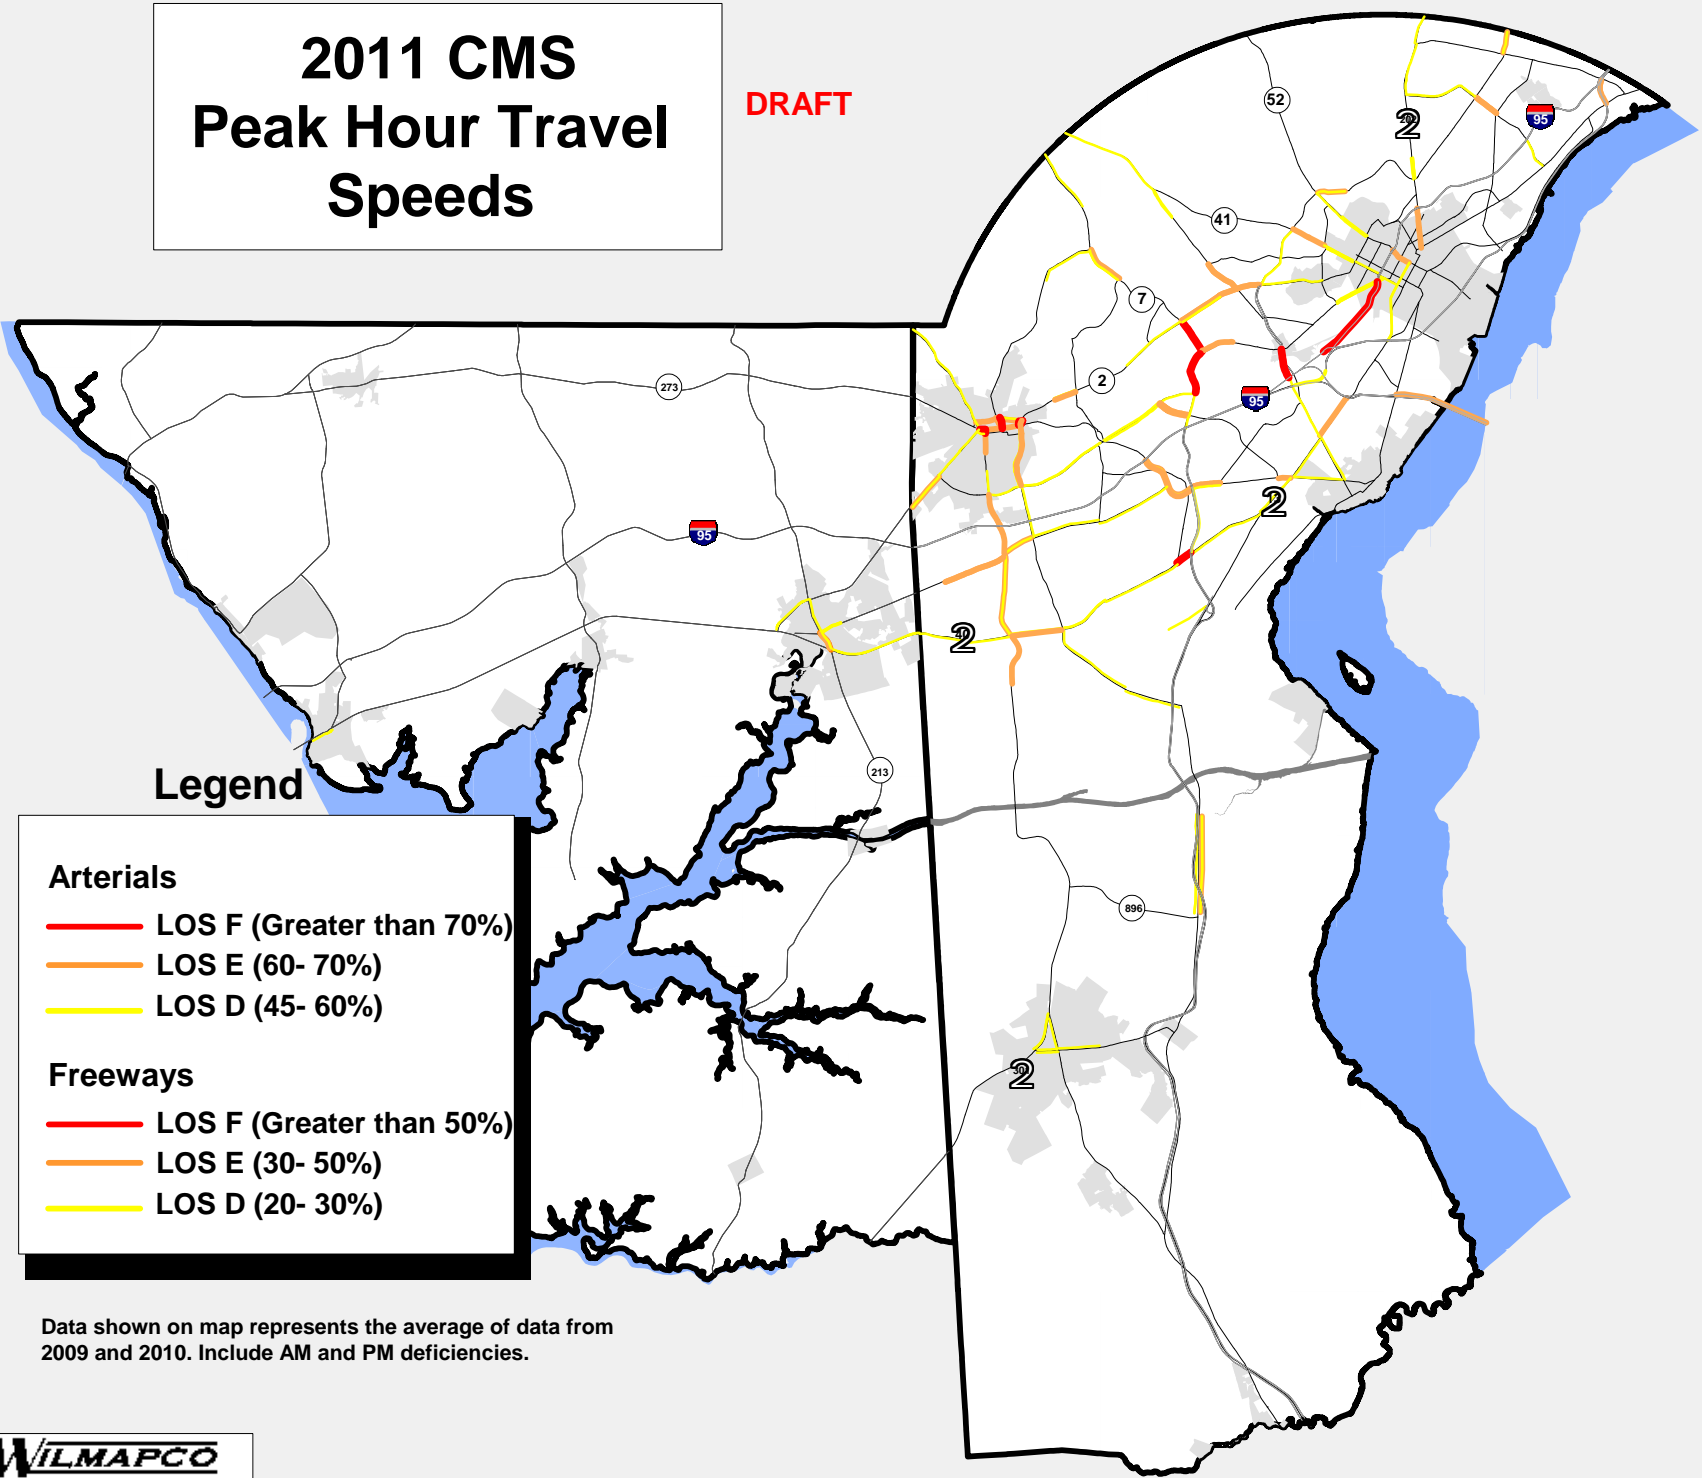 2011 CMS
Peak Hour Travel
Speeds
DRAFT
52
2
95
41
7
2
273
95
95
2
2
40
213
896
2
301
Legend
Arterials
LOS F (Greater than 70%)
LOS E (60- 70%)
LOS D (45- 60%)
Freeways
LOS F (Greater than 50%)
LOS E (30- 50%)
LOS D (20- 30%)
Data shown on map represents the average of data from
2009 and 2010. Include AM and PM deficiencies.
WILMAPCO